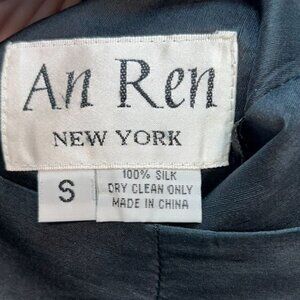 An Ren
NEW YORK
S
100% SILK
DRY CLEAN ONLY
MADE IN CHINA